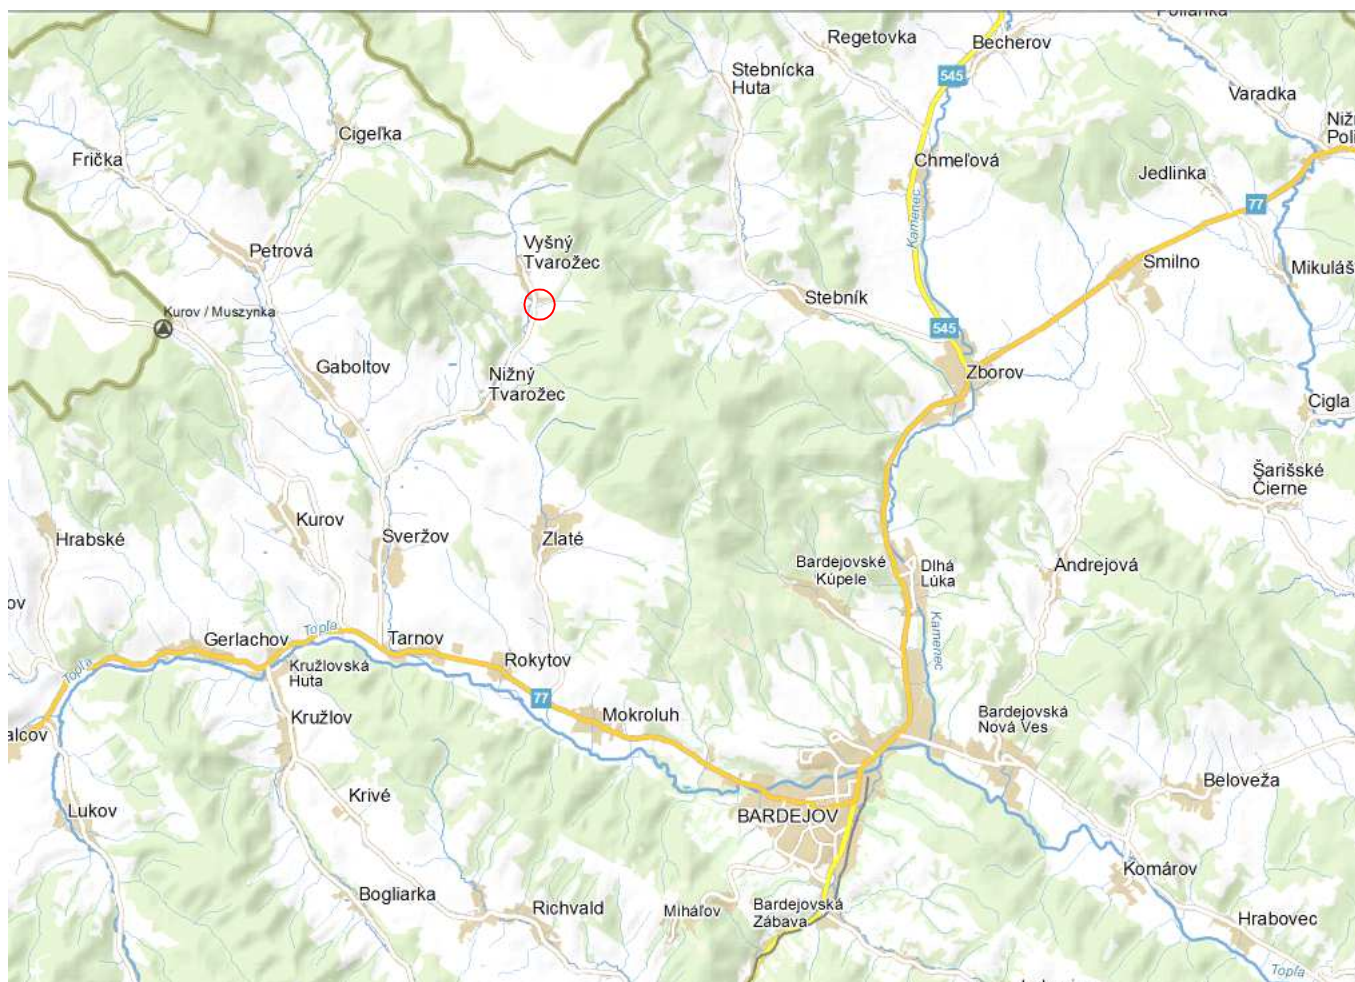 Polianka
Regetovka
Becherov
Stebnícka
Huta
545
Varadka
Cigeľka
Frička
Chmeľová
Jedlinka
77
Kamenec
Petrová
Vyšný
Tvarožec
Smilno
Mikuláš
Stebník
Kurov / Muszynka
545
Gaboltov
Nižný
Tvarožec
Zborov
Cigla
Šarišské
Čierne
Kurov
Hrabské
Sveržov
Zlaté
Bardejovské
Kúpele
Dlhá
Lúka
Andrejová
ov
Kamenec
Topľa
Gerlachov
Tarnov
Rokytov
Topľa
Kružlovská
Huta
77
Kružlov
Mokroluh
Bardejovská
Nová Ves
alcov
Beloveža
Krivé
Lukov
BARDEJOV
Komárov
Bogliarka
Richvald
Miháľov
Bardejovská
Zábava
Hrabovec
Topľa